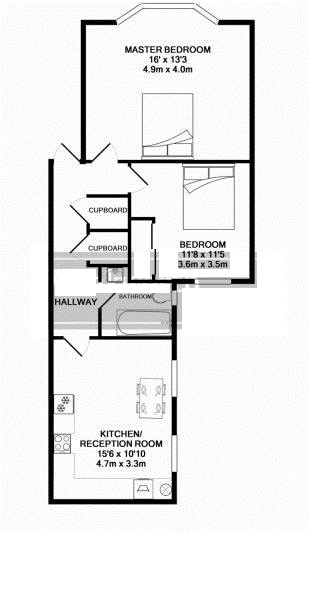 MASTER BEDROOM
16' x 13'3
4.9m x 4.0m
CUPBOARD
CUPBOARD
BEDROOM
11'8 x 11'5
3.6m x 3.5m
HALLWAY
BATHROOM
KITCHEN/
RECEPTION ROOM
15'6 x 10'10
4.7m x 3.3m